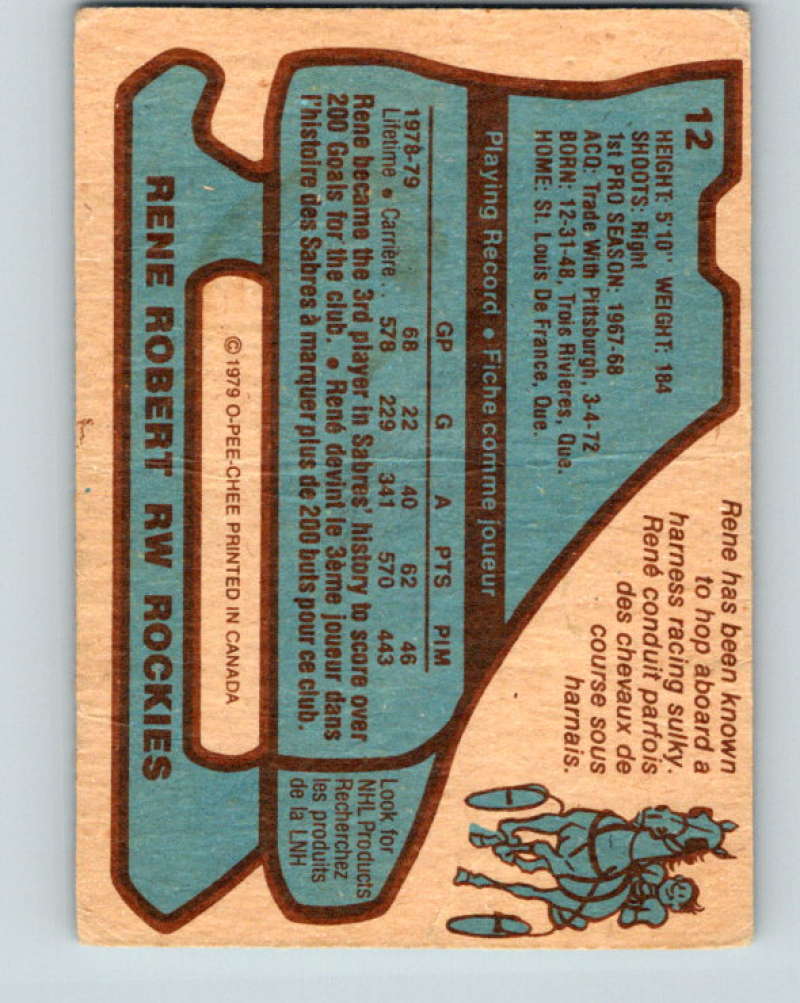 12
HEIGHT: 5'10" WEIGHT: 184
SHOOTS: Right
1st PRO SEASON: 1967-68
ACQ: Trade With Pittsburgh, 3-4-72
BORN: 12-31-48, Trois Rivieres, Que.
HOME: St. Louis De France, Que.
Rene has been known
to hop aboard a
harness racing sulky.
René conduit parfois
des chevaux de
course sous
harnais.
Playing Record • Fiche comme joueur
GP G A PTS PIM
1978-79 68 22 40 62 46
Lifetime • Carrière . . 578 229 341 570 443
Rene became the 3rd player in Sabres' history to score over
200 Goals for the club. • René devint le 3ème joueur dans
l'histoire des Sabres à marquer plus de 200 buts pour ce club.
Look for
NHL Products
Recherchez
les produits
de la LNH
© 1979 O-PEE-CHEE PRINTED IN CANADA
RENE ROBERT RW ROCKIES